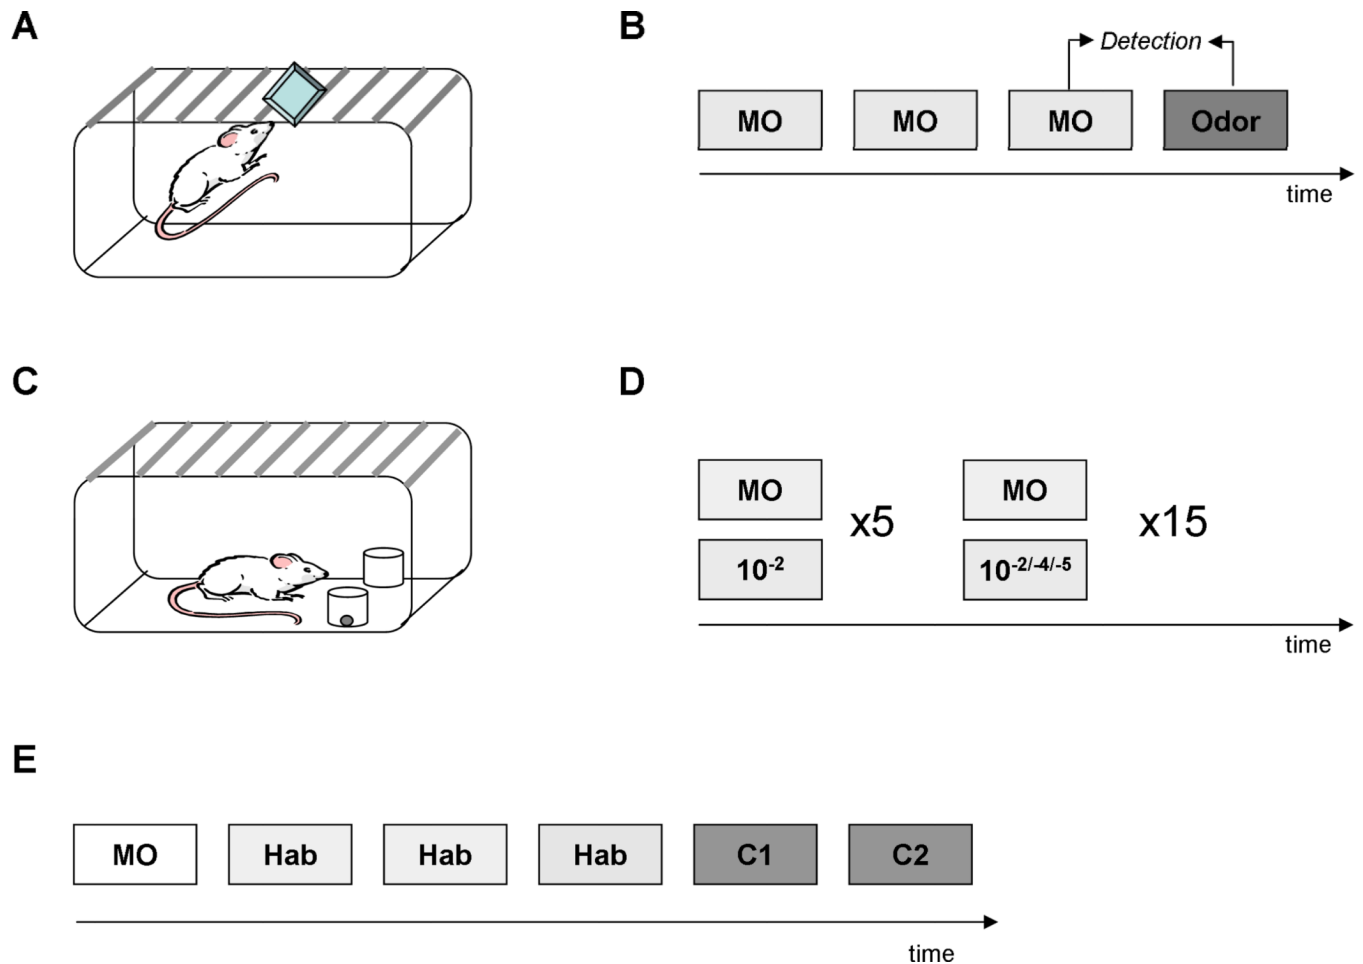 A
B
Detection
MO
MO
MO
Odor
time
C
D
MO
MO
x5
x15
10-2
10-2/-4/-5
time
E
MO
Hab
Hab
Hab
C1
C2
time